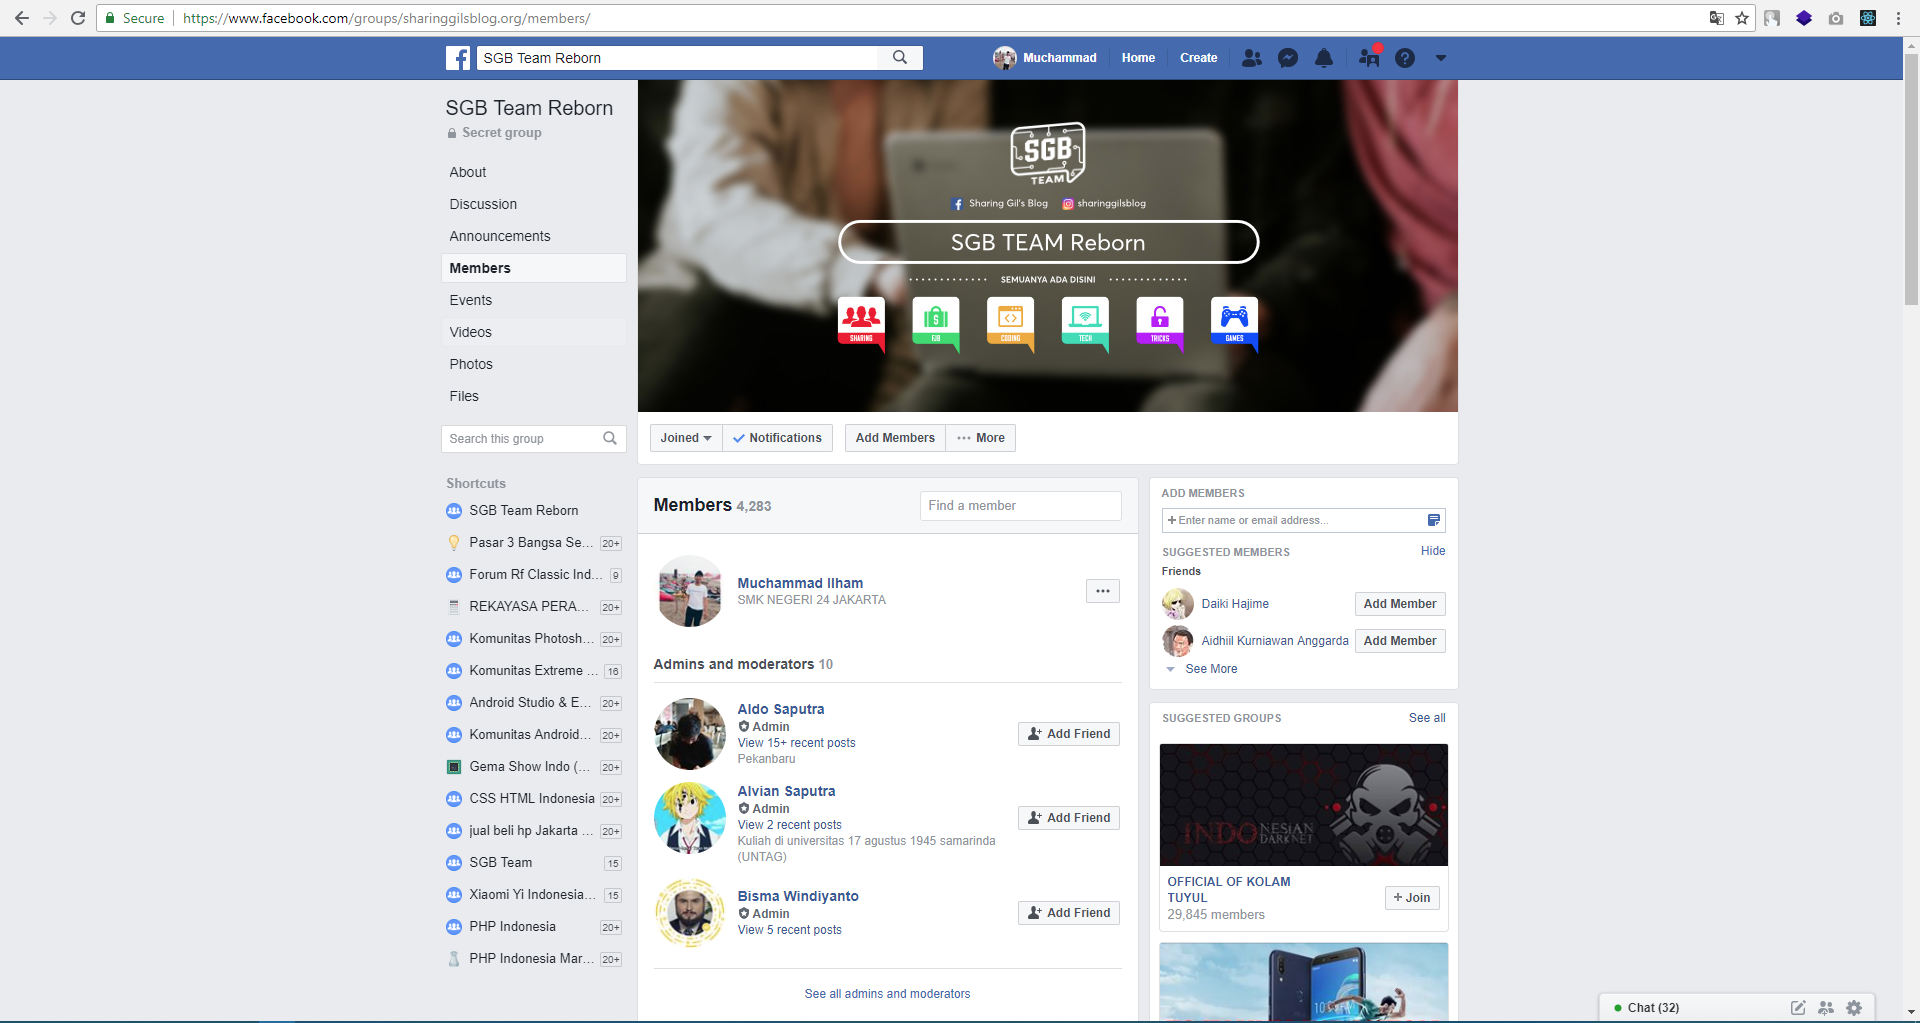 Secure
https://www.facebook.com/groups/sharinggilsblog.org/members/
SGB Team Reborn
Muchammad
Home
Create
SGB Team Reborn
Secret group
About
Discussion
Announcements
Members
Events
Videos
Photos
Files
Search this group
Shortcuts
SGB Team Reborn
Pasar 3 Bangsa Se... 20+
Forum Rf Classic Ind... 9
REKAYASA PERA... 20+
Komunitas Photosh... 20+
Komunitas Extreme ... 16
Android Studio & E... 20+
Komunitas Android... 20+
Gema Show Indo (... 20+
CSS HTML Indonesia 20+
jual beli hp Jakarta ... 20+
SGB Team 15
Xiaomi Yi Indonesia... 15
PHP Indonesia 20+
PHP Indonesia Mar... 20+
SGB
TEAM
Sharing Gil's Blog sharinggilsblog
SGB TEAM Reborn
SEMUANYA ADA DISINI
SHARING FJB CODING TECH TRICKS GAMES
Joined Notifications Add Members More
Members 4,283
Find a member
Muchammad Ilham
SMK NEGERI 24 JAKARTA
Admins and moderators 10
Aldo Saputra
Admin
View 15+ recent posts
Pekanbaru
Add Friend
Alvian Saputra
Admin
View 2 recent posts
Kuliah di universitas 17 agustus 1945 samarinda
(UNTAG)
Add Friend
Bisma Windiyanto
Admin
View 5 recent posts
Add Friend
See all admins and moderators
ADD MEMBERS
+ Enter name or email address...
SUGGESTED MEMBERS Hide
Friends
Daiki Hajime Add Member
Aidhiil Kurniawan Anggarda Add Member
See More
SUGGESTED GROUPS See all
INDONESIAN
DARKNET
OFFICIAL OF KOLAM
TUYUL
29,845 members
+ Join
Chat (32)